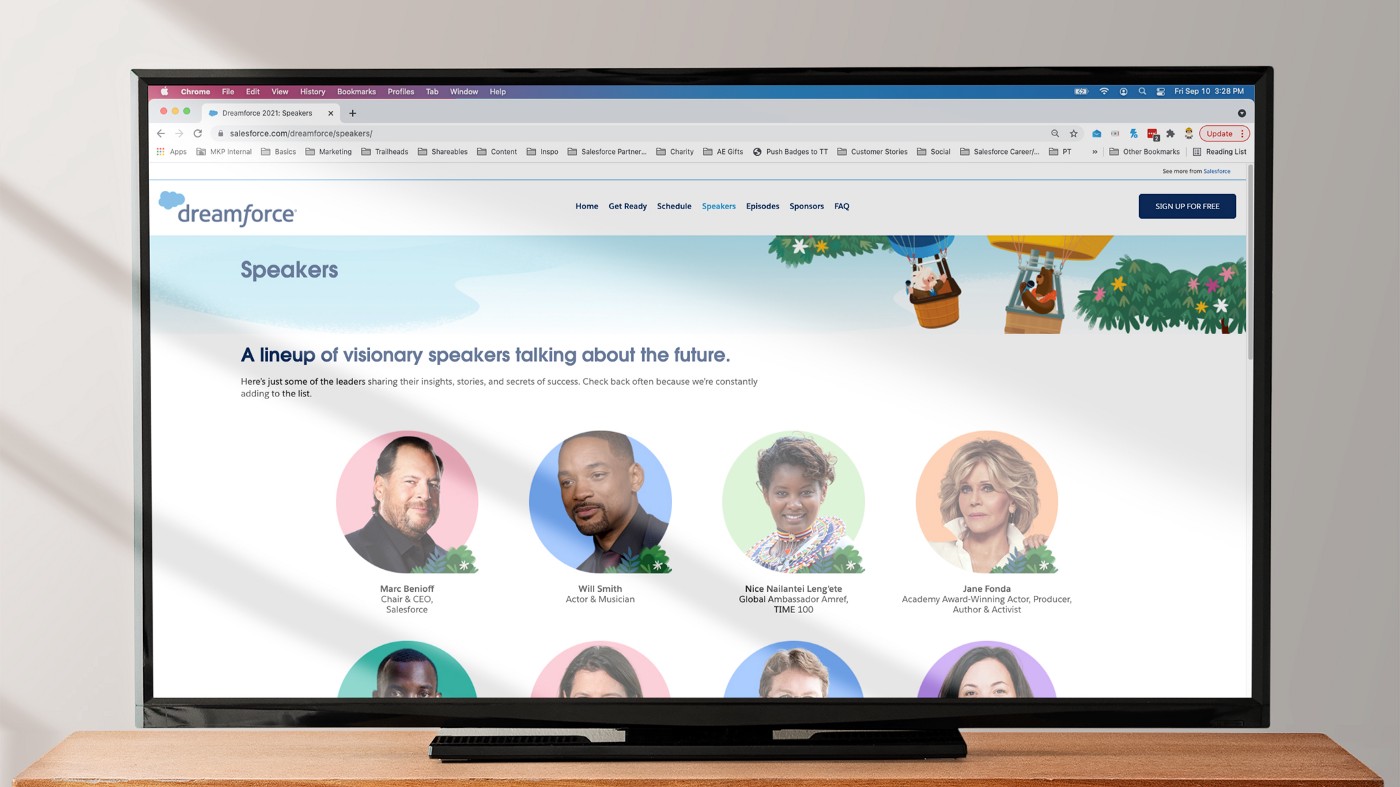 Chrome File Edit View History Bookmarks Profiles Tab Window Help Fri Sep 10 3:28 PM
Dreamforce 2021: Speakers
salesforce.com/dreamforce/speakers/ Update
Apps MKP Internal Basics Marketing Trailheads Shareables Content Inspo Salesforce Partner... Charity AE Gifts Push Badges to TT Customer Stories Social Salesforce Career/... PT » Other Bookmarks Reading List
See more from Salesforce
dreamforce Home Get Ready Schedule Speakers Episodes Sponsors FAQ SIGN UP FOR FREE
Speakers
A lineup of visionary speakers talking about the future.
Here's just some of the leaders sharing their insights, stories, and secrets of success. Check back often because we're constantly
adding to the list.
Marc Benioff
Chair & CEO,
Salesforce
Will Smith
Actor & Musician
Nice Nailantei Leng'ete
Global Ambassador Amref,
TIME 100
Jane Fonda
Academy Award-Winning Actor, Producer,
Author & Activist